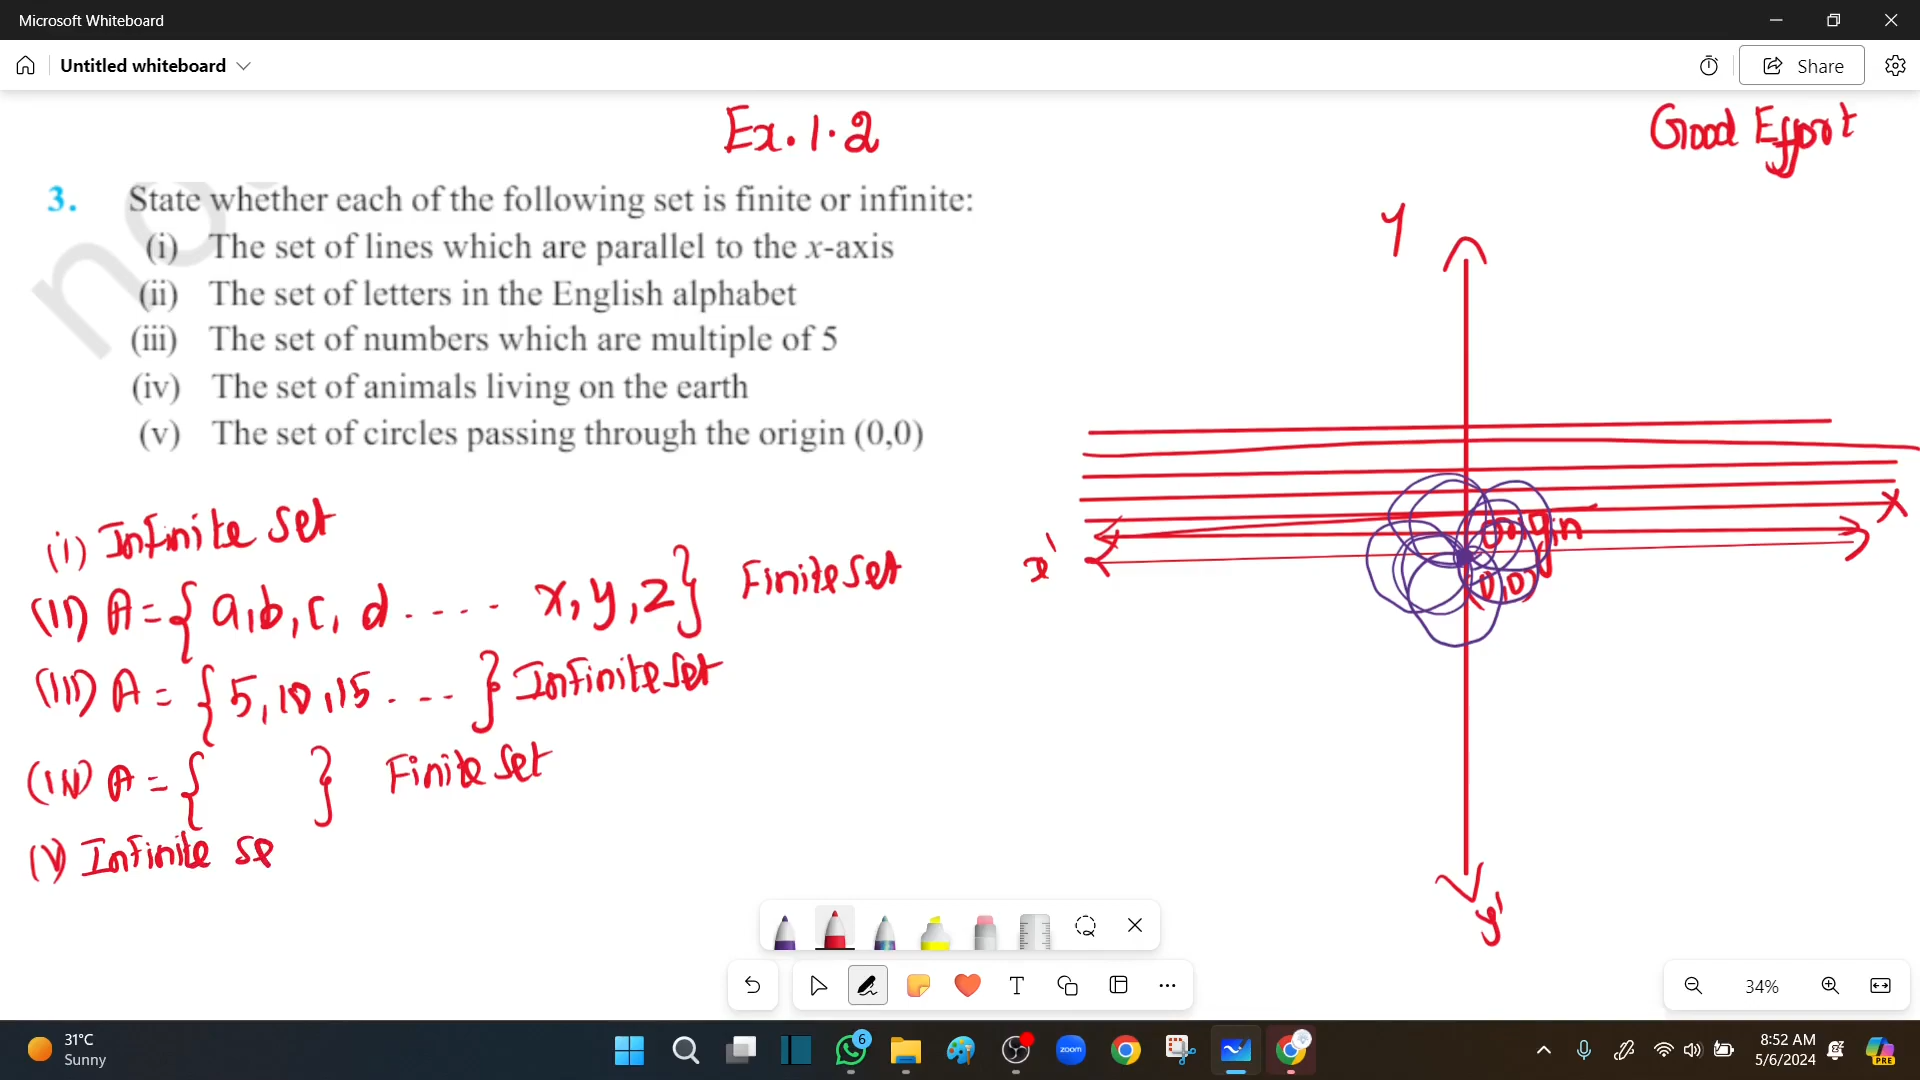 Microsoft Whiteboard
Untitled whiteboard
Share
Ex. 1.2
Good Effort
3. State whether each of the following set is finite or infinite:
(i) The set of lines which are parallel to the x-axis
(ii) The set of letters in the English alphabet
(iii) The set of numbers which are multiple of 5
(iv) The set of animals living on the earth
(v) The set of circles passing through the origin (0,0)
(i) Infinite Set
(ii) A = { a, b, c, d . . . . . x, y, z } Finite Set
(iii) A = { 5, 10, 15 . . . . } Infinite Set
(iv) A = { } Finite Set
(v) Infinite se
Y
X
x'
Origin
(0,0)
y'
34%
31°C
Sunny
6
zoom
8:52 AM
5/6/2024
PRE